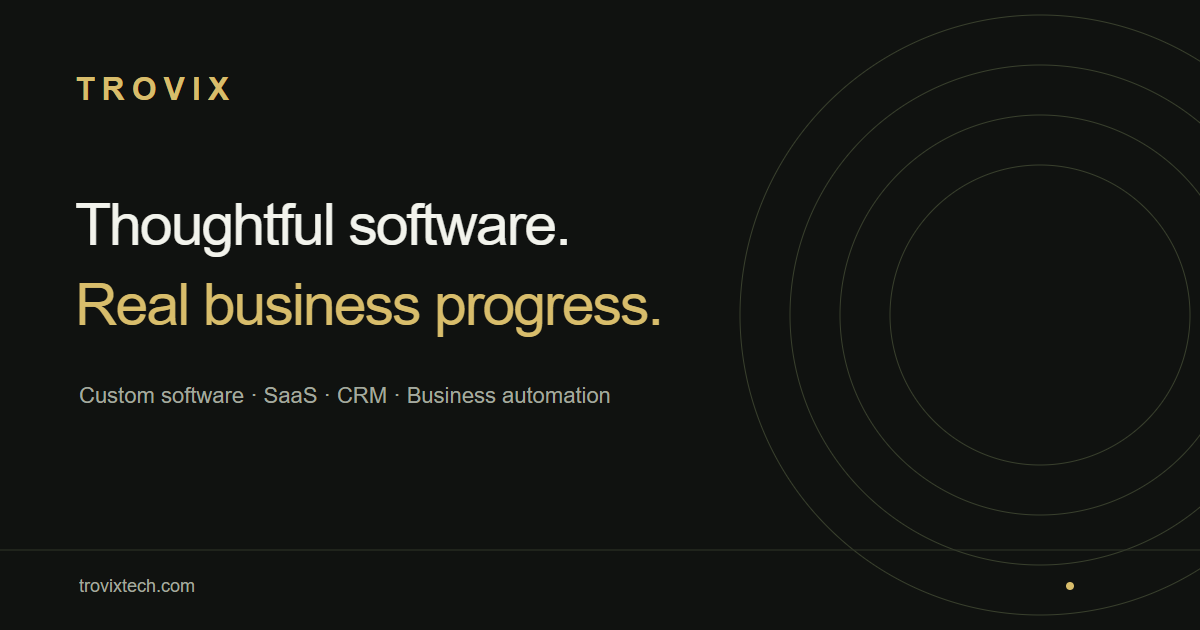 TROVIX
Thoughtful software.
Real business progress.
Custom software · SaaS · CRM · Business automation
trovixtech.com